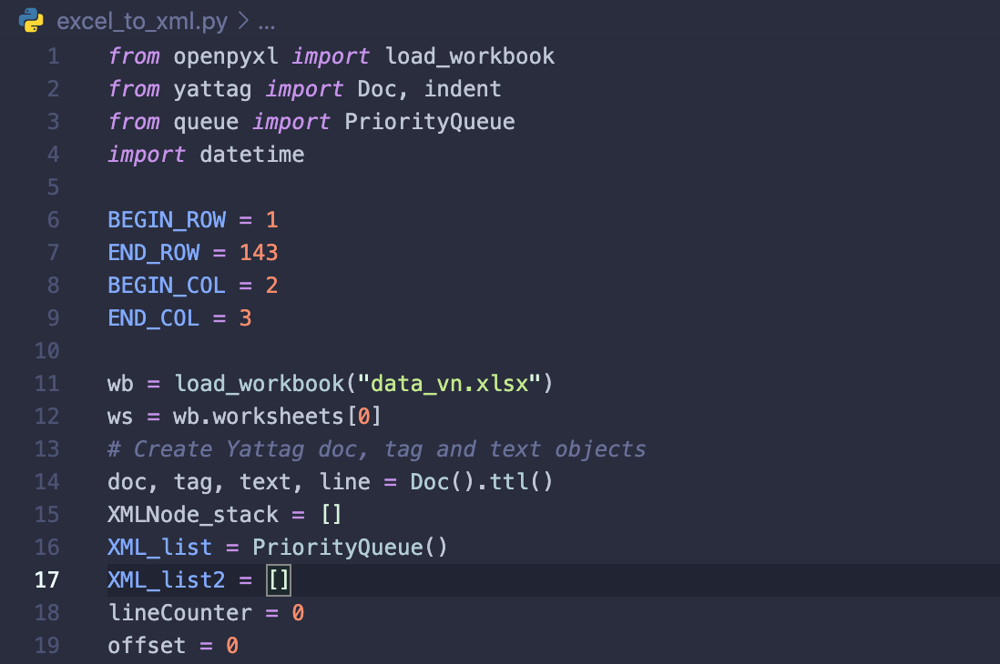 excel_to_xml.py > ...
1 from openpyxl import load_workbook
2 from yattag import Doc, indent
3 from queue import PriorityQueue
4 import datetime
5
6 BEGIN_ROW = 1
7 END_ROW = 143
8 BEGIN_COL = 2
9 END_COL = 3
10
11 wb = load_workbook("data_vn.xlsx")
12 ws = wb.worksheets[0]
13 # Create Yattag doc, tag and text objects
14 doc, tag, text, line = Doc().ttl()
15 XMLNode_stack = []
16 XML_list = PriorityQueue()
17 XML_list2 = []
18 lineCounter = 0
19 offset = 0